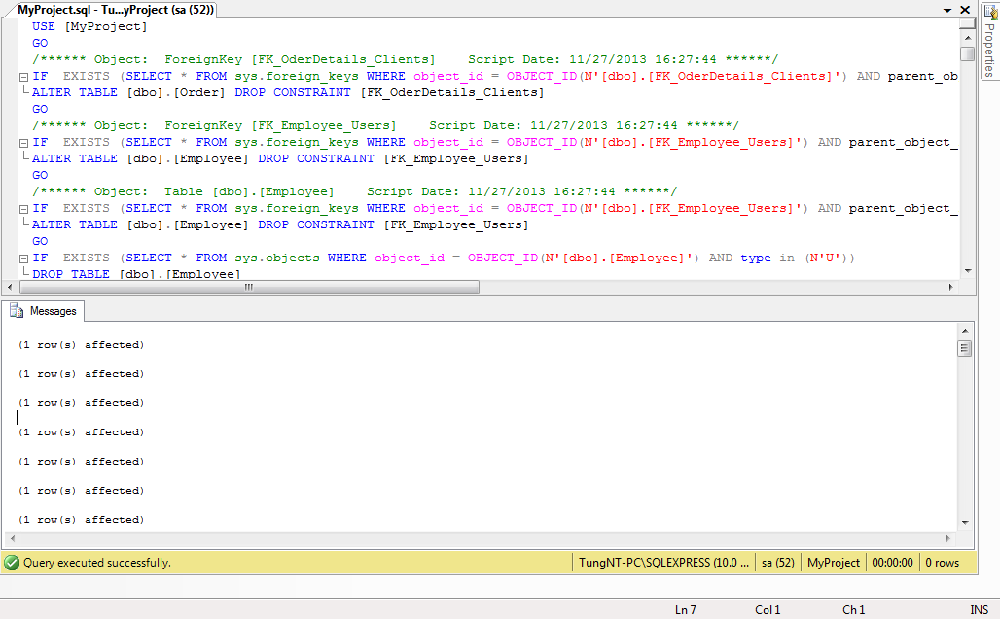 MyProject.sql - Tu...yProject (sa (52))
Properties
USE [MyProject]
GO
/****** Object:  ForeignKey [FK_OderDetails_Clients]    Script Date: 11/27/2013 16:27:44 ******/
IF  EXISTS (SELECT * FROM sys.foreign_keys WHERE object_id = OBJECT_ID(N'[dbo].[FK_OderDetails_Clients]') AND parent_ob
ALTER TABLE [dbo].[Order] DROP CONSTRAINT [FK_OderDetails_Clients]
GO
/****** Object:  ForeignKey [FK_Employee_Users]    Script Date: 11/27/2013 16:27:44 ******/
IF  EXISTS (SELECT * FROM sys.foreign_keys WHERE object_id = OBJECT_ID(N'[dbo].[FK_Employee_Users]') AND parent_object_
ALTER TABLE [dbo].[Employee] DROP CONSTRAINT [FK_Employee_Users]
GO
/****** Object:  Table [dbo].[Employee]    Script Date: 11/27/2013 16:27:44 ******/
IF  EXISTS (SELECT * FROM sys.foreign_keys WHERE object_id = OBJECT_ID(N'[dbo].[FK_Employee_Users]') AND parent_object_
ALTER TABLE [dbo].[Employee] DROP CONSTRAINT [FK_Employee_Users]
GO
IF  EXISTS (SELECT * FROM sys.objects WHERE object_id = OBJECT_ID(N'[dbo].[Employee]') AND type in (N'U'))
DROP TABLE [dbo].[Employee]
Messages
(1 row(s) affected)
(1 row(s) affected)
(1 row(s) affected)
(1 row(s) affected)
(1 row(s) affected)
(1 row(s) affected)
(1 row(s) affected)
Query executed successfully.
TungNT-PC\SQLEXPRESS (10.0 ...
sa (52)
MyProject
00:00:00
0 rows
Ln 7
Col 1
Ch 1
INS